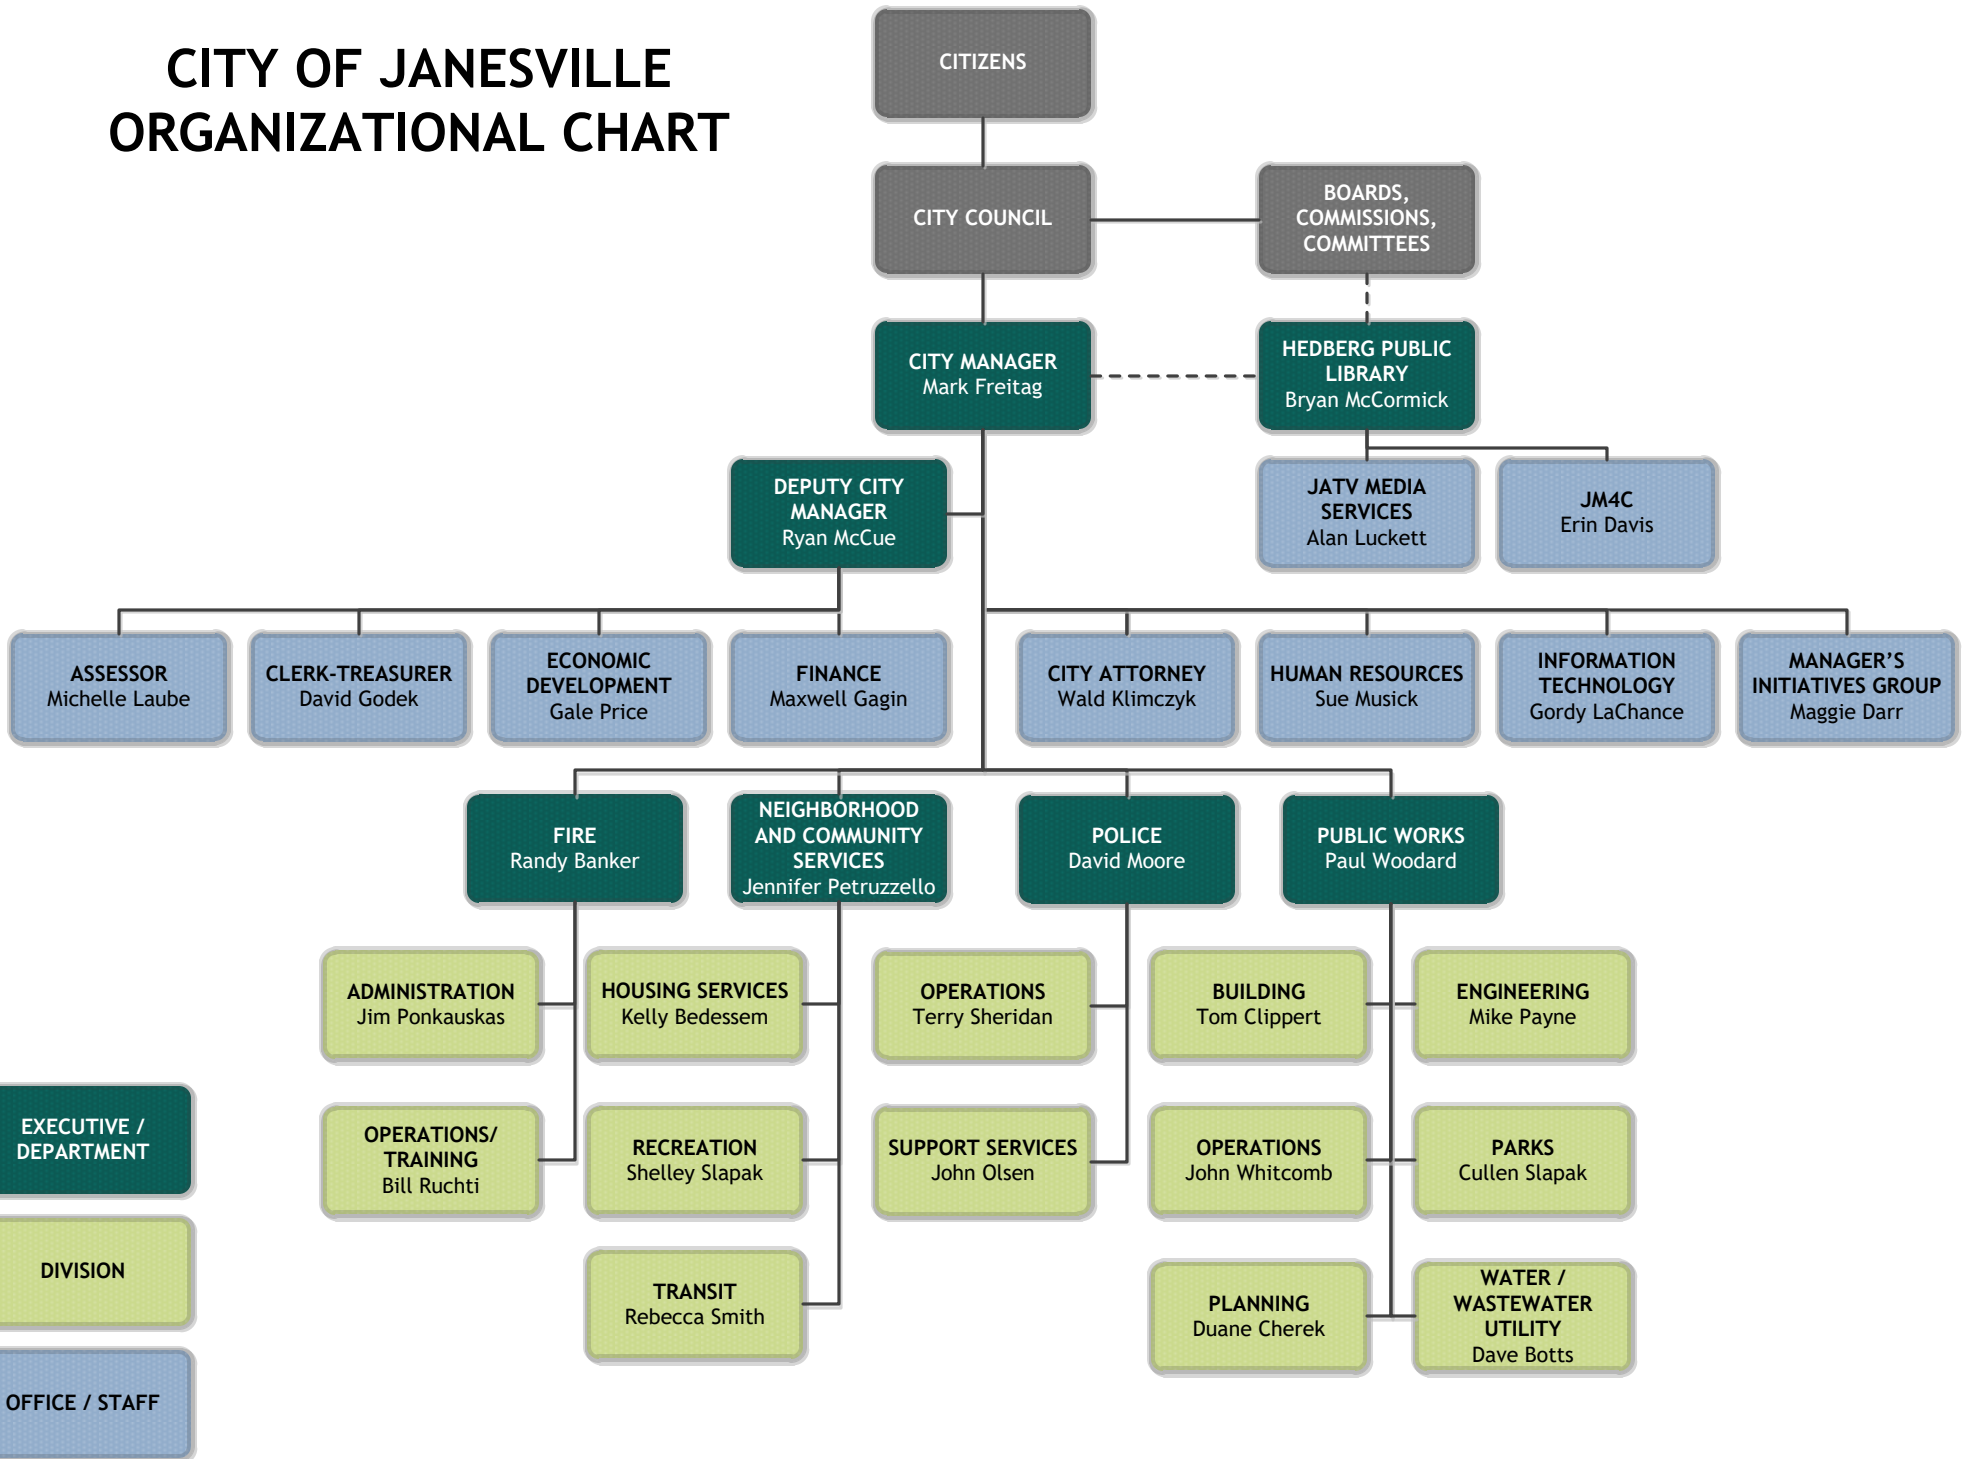 CITY OF JANESVILLE
ORGANIZATIONAL CHART
CITIZENS
CITY COUNCIL
BOARDS,
COMMISSIONS,
COMMITTEES
CITY MANAGER
Mark Freitag
HEDBERG PUBLIC
LIBRARY
Bryan McCormick
DEPUTY CITY
MANAGER
Ryan McCue
JATV MEDIA
SERVICES
Alan Luckett
JM4C
Erin Davis
ASSESSOR
Michelle Laube
CLERK-TREASURER
David Godek
ECONOMIC
DEVELOPMENT
Gale Price
FINANCE
Maxwell Gagin
CITY ATTORNEY
Wald Klimczyk
HUMAN RESOURCES
Sue Musick
INFORMATION
TECHNOLOGY
Gordy LaChance
MANAGER’S
INITIATIVES GROUP
Maggie Darr
FIRE
Randy Banker
NEIGHBORHOOD
AND COMMUNITY
SERVICES
Jennifer Petruzzello
POLICE
David Moore
PUBLIC WORKS
Paul Woodard
ADMINISTRATION
Jim Ponkauskas
HOUSING SERVICES
Kelly Bedessem
OPERATIONS
Terry Sheridan
BUILDING
Tom Clippert
ENGINEERING
Mike Payne
EXECUTIVE /
DEPARTMENT
OPERATIONS/
TRAINING
Bill Ruchti
RECREATION
Shelley Slapak
SUPPORT SERVICES
John Olsen
OPERATIONS
John Whitcomb
PARKS
Cullen Slapak
DIVISION
TRANSIT
Rebecca Smith
PLANNING
Duane Cherek
WATER /
WASTEWATER
UTILITY
Dave Botts
OFFICE / STAFF